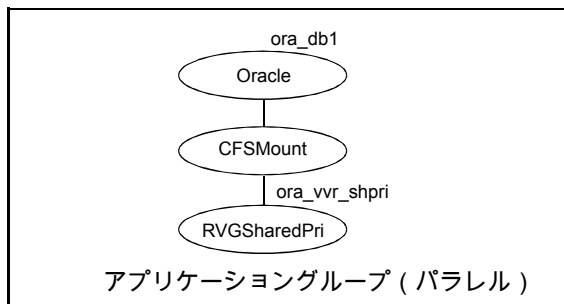 ora_db1
Oracle
CFSMount
ora_vvr_shpri
RVGSharedPri
アプリケーショングループ ( パラレル )